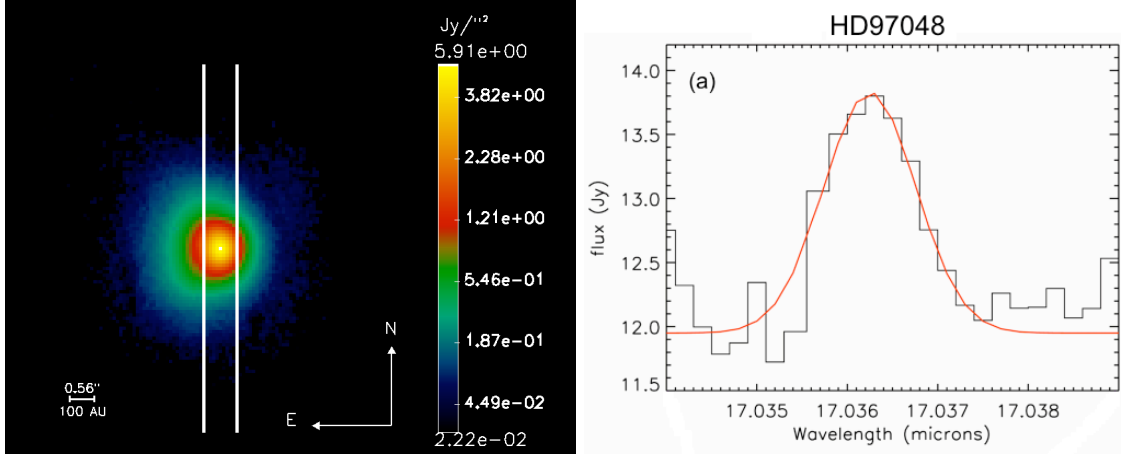 Jy/"²
5.91e+00
3.82e+00
2.28e+00
1.21e+00
5.46e-01
1.87e-01
4.49e-02
2.22e-02
N
E
0.56"
100 AU
HD97048
(a)
flux (Jy)
14.0
13.5
13.0
12.5
12.0
11.5
17.035 17.036 17.037 17.038
Wavelength (microns)